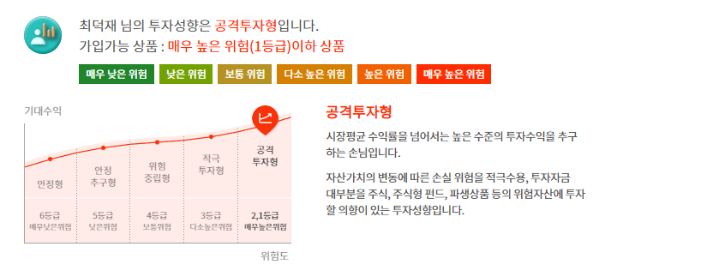 최덕재 님의 투자성향은 공격투자형입니다.
가입가능 상품 : 매우 높은 위험(1등급)이하 상품
매우 낮은 위험 낮은 위험 보통 위험 다소 높은 위험 높은 위험 매우 높은 위험
기대수익
공격투자형
시장평균 수익률을 넘어서는 높은 수준의 투자수익을 추구
하는 손님입니다.
자산가치의 변동에 따른 손실 위험을 적극수용, 투자자금
대부분을 주식, 주식형 펀드, 파생상품 등의 위험자산에 투자
할 의향이 있는 투자성향입니다.
안정형
안정
추구형
위험
중립형
적극
투자형
공격
투자형
6등급 5등급 4등급 3등급 2,1등급
매우낮은위험 낮은위험 보통위험 다소높은위험 매우높은위험
위험도